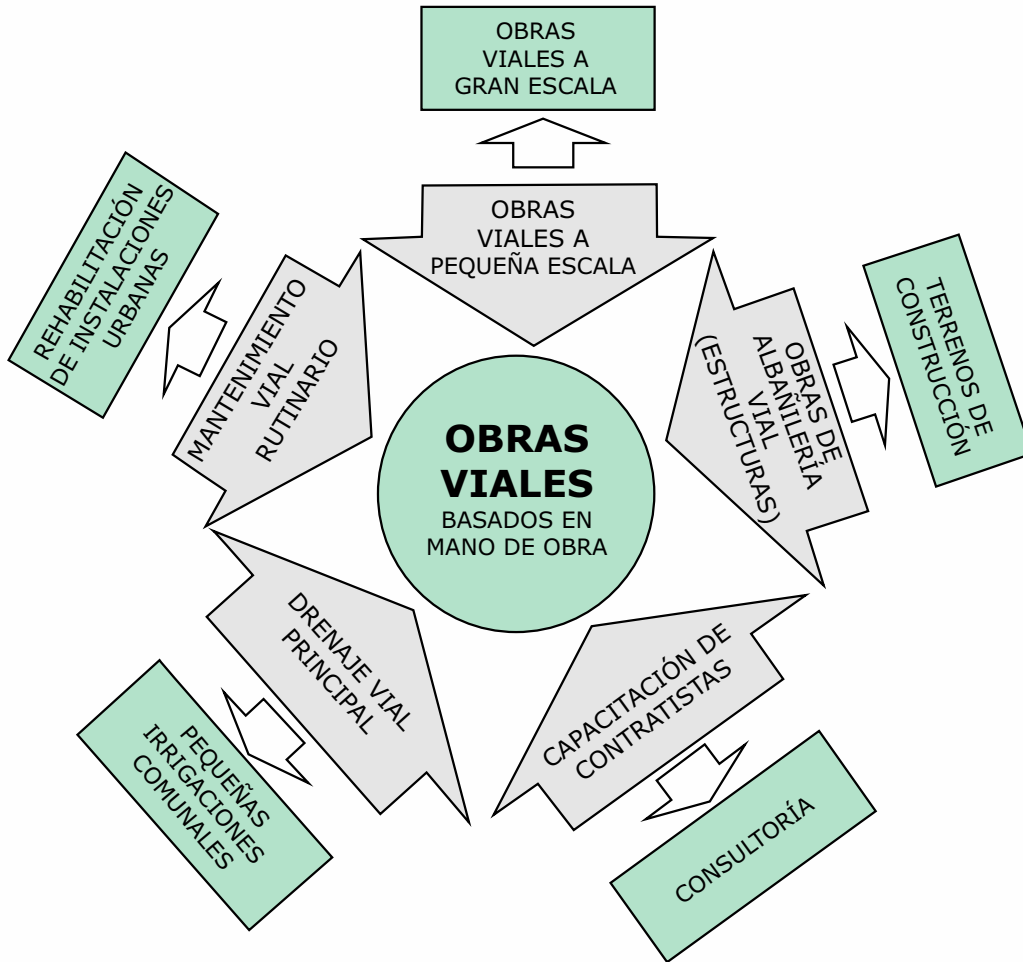 OBRAS
VIALES A
GRAN ESCALA
OBRAS
VIALES A
PEQUEÑA ESCALA
REHABILITACIÓN
DE INSTALACIONES
URBANAS
MANTENIMIENTO
VIAL
RUTINARIO
TERRENOS DE
CONSTRUCCIÓN
OBRAS DE
ALBAÑILERÍA
VIAL
(ESTRUCTURAS)
OBRAS
VIALES
BASADOS EN
MANO DE OBRA
DRENAJE VIAL
PRINCIPAL
CAPACITACIÓN DE
CONTRATISTAS
PEQUEÑAS
IRRIGACIONES
COMUNALES
CONSULTORÍA